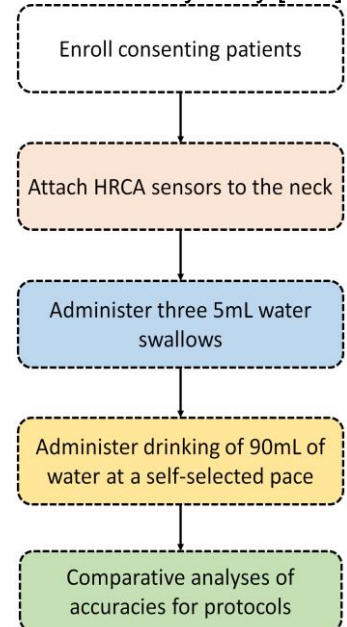 Enroll consenting patients
Attach HRCA sensors to the neck
Administer three 5mL water
swallows
Administer drinking of 90mL of
water at a self-selected pace
Comparative analyses of
accuracies for protocols